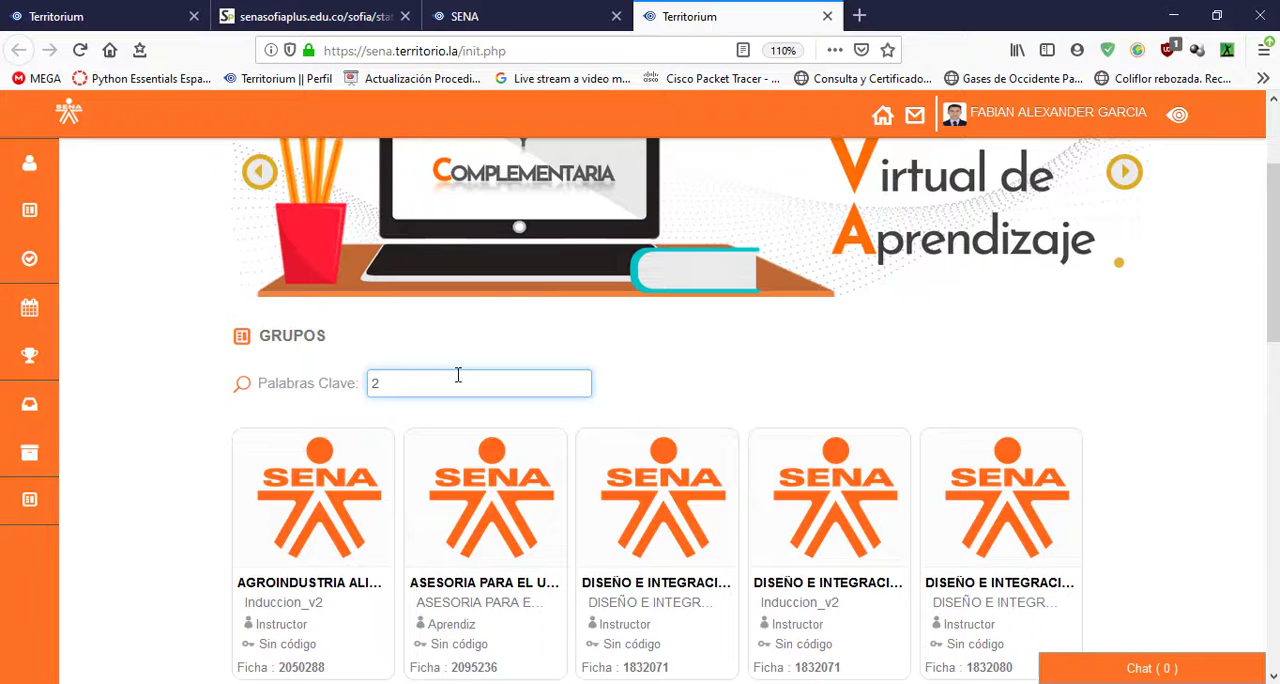 Territorium
senasofiaplus.edu.co/sofia/sta
SENA
Territorium
https://sena.territorio.la/init.php
110%
1
MEGA
Python Essentials Espa...
Territorium || Perfil
Actualización Procedi...
Live stream a video m...
Cisco Packet Tracer - ...
Consulta y Certificado...
Gases de Occidente Pa...
Coliflor rebozada. Rec...
SENA
FABIAN ALEXANDER GARCIA
COMPLEMENTARIA
Virtual de
Aprendizaje
GRUPOS
Palabras Clave: 2
SENA SENA SENA SENA SENA
AGROINDUSTRIA ALI... ASESORIA PARA EL U... DISEÑO E INTEGRACI... DISEÑO E INTEGRACI... DISEÑO E INTEGRACI...
Induccion_v2 ASESORIA PARA E... DISEÑO E INTEGR... Induccion_v2 DISEÑO E INTEGR...
Instructor Aprendiz Instructor Instructor Instructor
Sin código Sin código Sin código Sin código Sin código
Ficha : 2050288 Ficha : 2095236 Ficha : 1832071 Ficha : 1832071 Ficha : 1832080
Chat ( 0 )